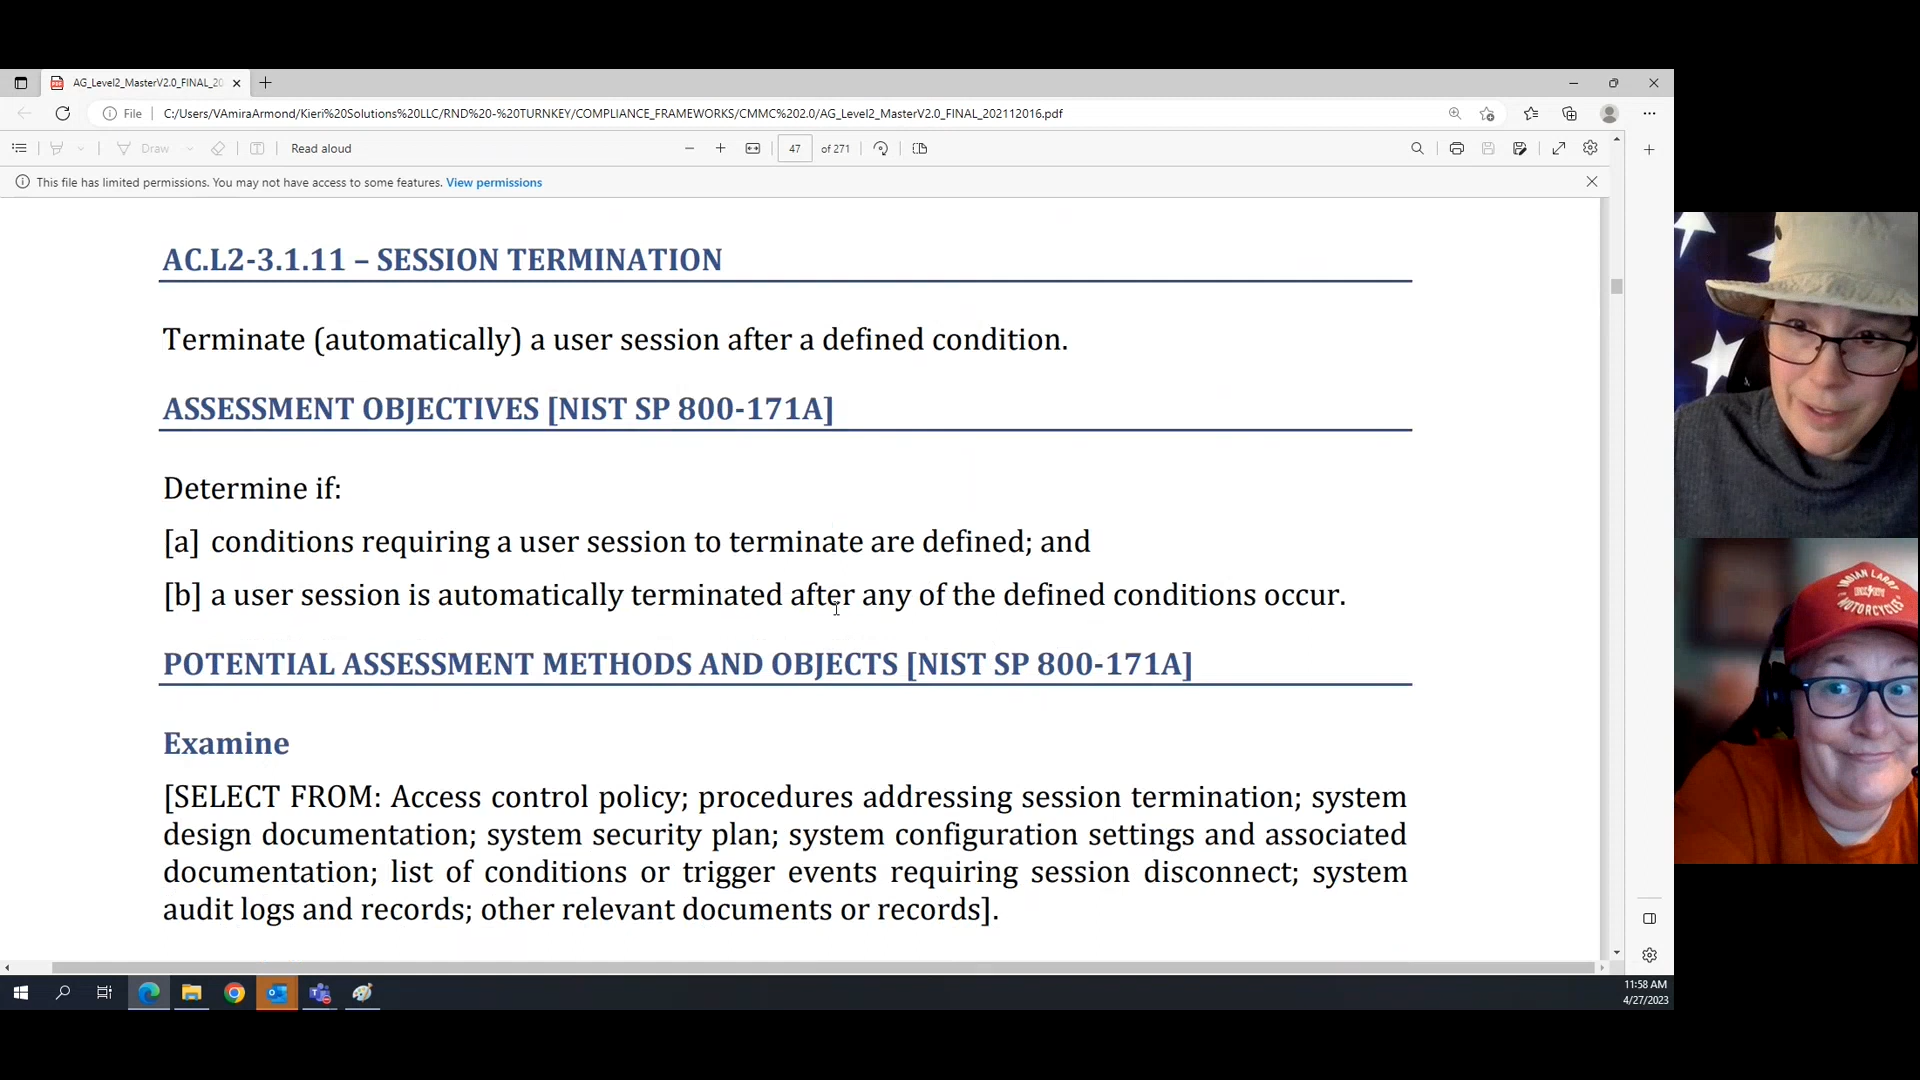 AG_Level2_MasterV2.0_FINAL_20
File
C:/Users/VAmiraArmond/Kieri%20Solutions%20LLC/RND%20-%20TURNKEY/COMPLIANCE_FRAMEWORKS/CMMC%202.0/AG_Level2_MasterV2.0_FINAL_202112016.pdf
Draw
Read aloud
47 of 271
This file has limited permissions. You may not have access to some features. View permissions
AC.L2-3.1.11 – SESSION TERMINATION
Terminate (automatically) a user session after a defined condition.
ASSESSMENT OBJECTIVES [NIST SP 800-171A]
Determine if:
[a] conditions requiring a user session to terminate are defined; and
[b] a user session is automatically terminated after any of the defined conditions occur.
POTENTIAL ASSESSMENT METHODS AND OBJECTS [NIST SP 800-171A]
Examine
[SELECT FROM: Access control policy; procedures addressing session termination; system
design documentation; system security plan; system configuration settings and associated
documentation; list of conditions or trigger events requiring session disconnect; system
audit logs and records; other relevant documents or records].
11:58 AM
4/27/2023
INDIAN LARRY
MOTORCYCLES